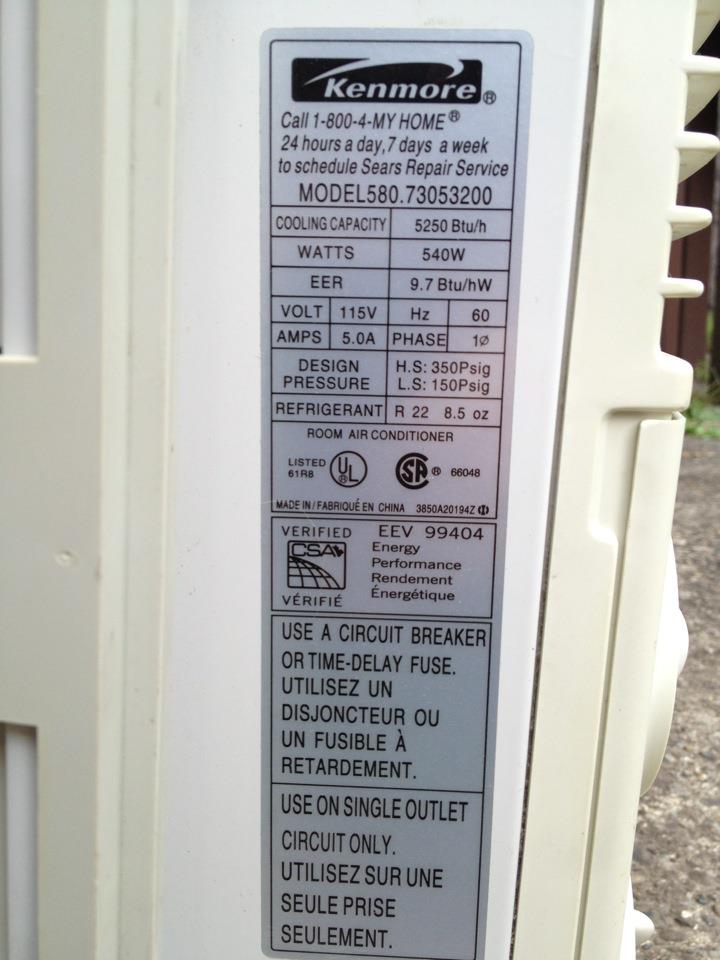 Kenmore ®
Call 1-800-4-MY HOME ®
24 hours a day, 7 days a week
to schedule Sears Repair Service
MODEL580.73053200
COOLING CAPACITY 5250 Btu/h
WATTS 540W
EER 9.7 Btu/hW
VOLT 115V Hz 60
AMPS 5.0A PHASE 1Ø
DESIGN PRESSURE H.S: 350Psig
L.S: 150Psig
REFRIGERANT R 22 8.5 oz
ROOM AIR CONDITIONER
LISTED 61R8 UL ® SA ® 66048
MADE IN / FABRIQUÉ EN CHINA 3850A20194Z
VERIFIED EEV 99404
CSA Energy
Performance
Rendement
VÉRIFIÉ Énergétique
USE A CIRCUIT BREAKER
OR TIME-DELAY FUSE.
UTILISEZ UN
DISJONCTEUR OU
UN FUSIBLE À
RETARDEMENT.
USE ON SINGLE OUTLET
CIRCUIT ONLY.
UTILISEZ SUR UNE
SEULE PRISE
SEULEMENT.